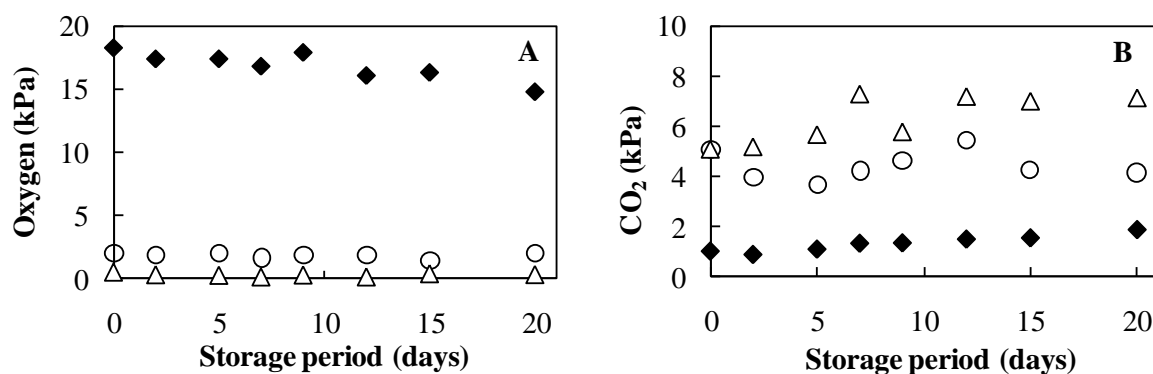 20
15
10
5
0
Oxygen (kPa)
A
0 5 10 15 20
Storage period (days)
10
8
6
4
2
0
CO₂ (kPa)
B
0 5 10 15 20
Storage period (days)